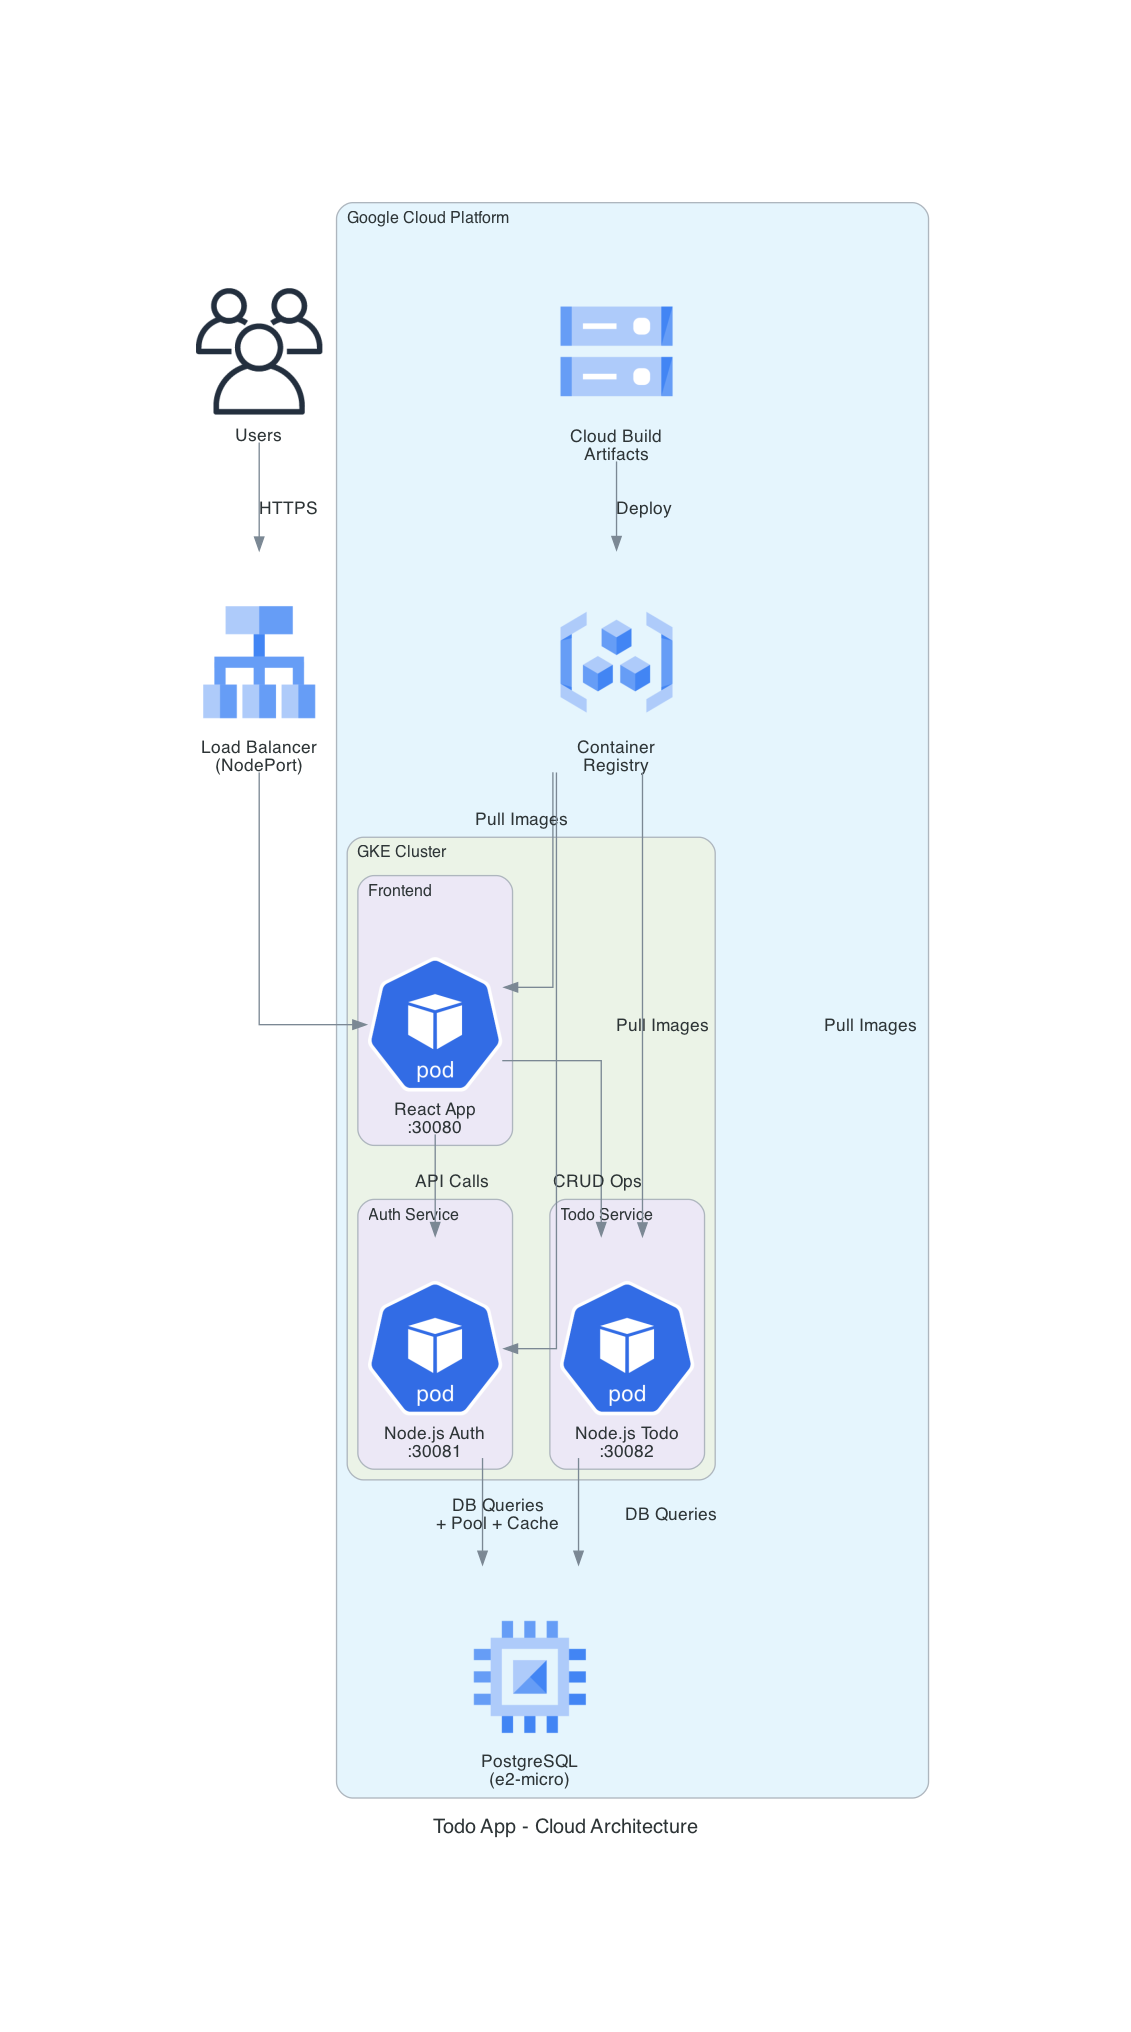 Google Cloud Platform
Users
Cloud Build
Artifacts
HTTPS
Deploy
Load Balancer
(NodePort)
Container
Registry
Pull Images
GKE Cluster
Frontend
pod
React App
:30080
Pull Images
Pull Images
API Calls
CRUD Ops
Auth Service
Todo Service
pod
Node.js Auth
:30081
pod
Node.js Todo
:30082
DB Queries
+ Pool + Cache
DB Queries
PostgreSQL
(e2-micro)
Todo App - Cloud Architecture